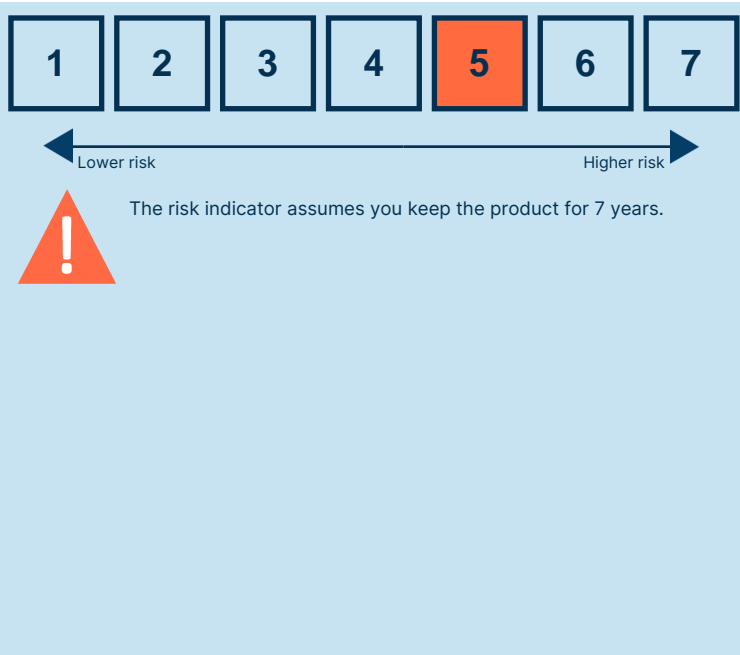 1 2 3 4 5 6 7
Lower risk Higher risk
!
The risk indicator assumes you keep the product for 7 years.